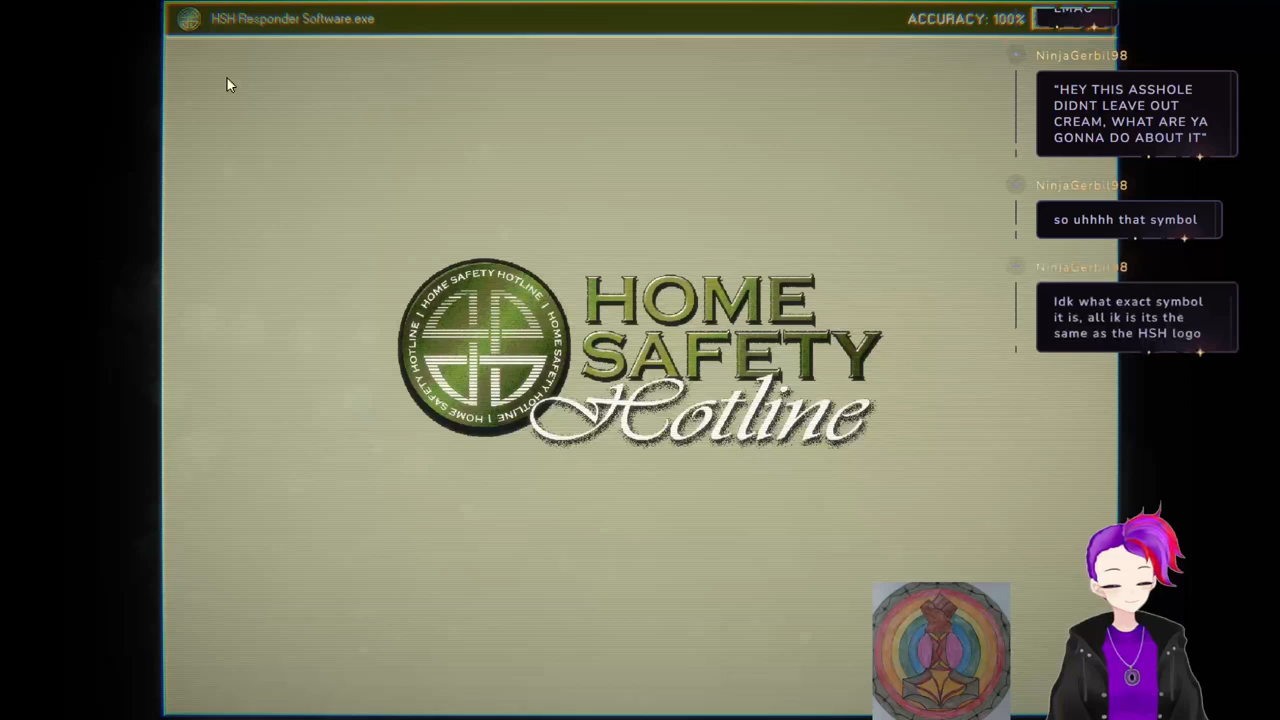 HSH Responder Software.exe
ACCURACY: 100%
LMAO
NinjaGerbil98
“HEY THIS ASSHOLE
DIDNT LEAVE OUT
CREAM, WHAT ARE YA
GONNA DO ABOUT IT”
NinjaGerbil98
so uhhhh that symbol
NinjaGerbil98
Idk what exact symbol
it is, all ik is its the
same as the HSH logo
HOME SAFETY HOTLINE | HOME SAFETY HOTLINE | HOME SAFETY HOTLINE |
HOME
SAFETY
Hotline